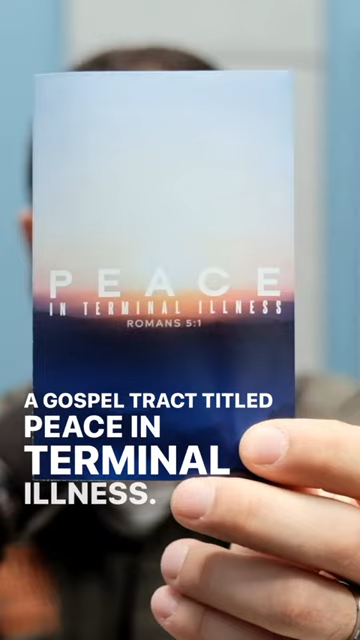 PEACE
IN TERMINAL ILLNESS
ROMANS 5:1
A GOSPEL TRACT TITLED
PEACE IN
TERMINAL
ILLNESS.